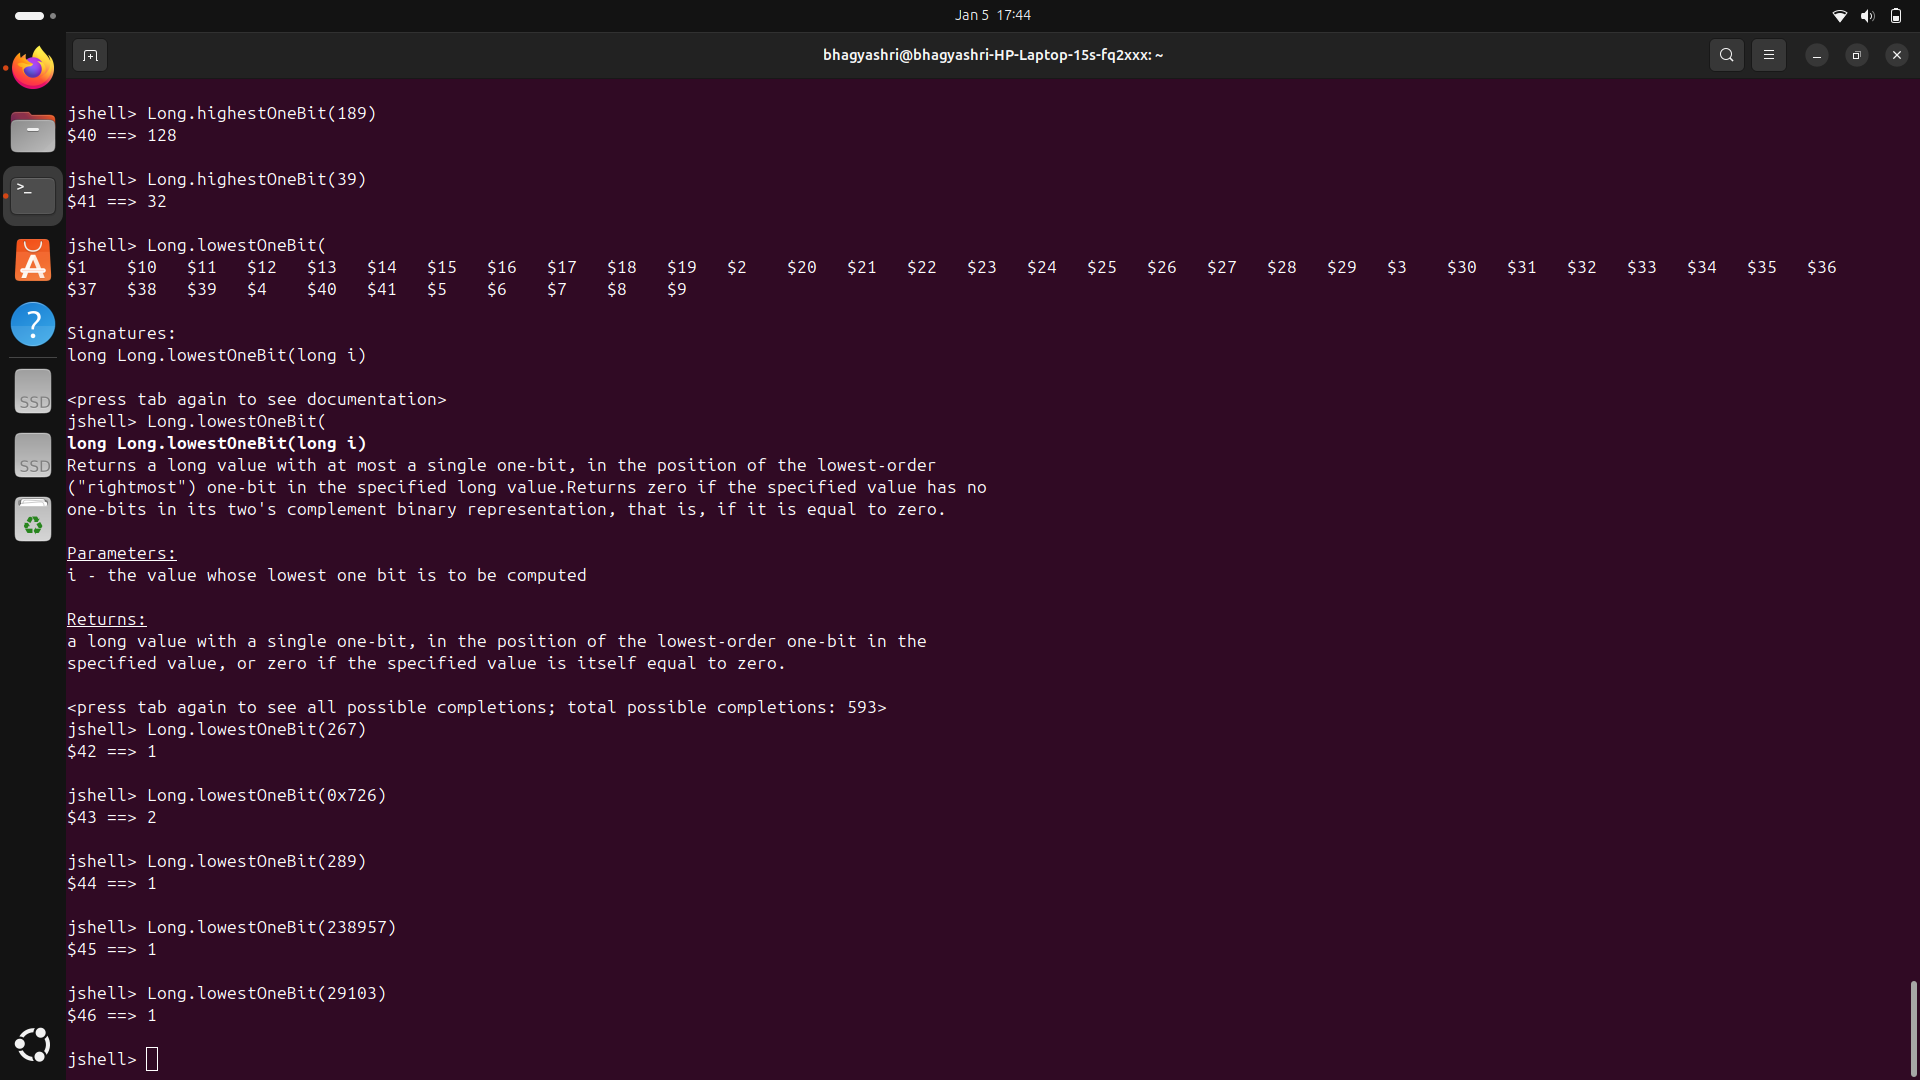 Jan 5 17:44
bhagyashri@bhagyashri-HP-Laptop-15s-fq2xxx: ~
jshell> Long.highestOneBit(189)
$40 ==> 128
jshell> Long.highestOneBit(39)
$41 ==> 32
jshell> Long.lowestOneBit(
$1 $10 $11 $12 $13 $14 $15 $16 $17 $18 $19 $2 $20 $21 $22 $23 $24 $25 $26 $27 $28 $29 $3 $30 $31 $32 $33 $34 $35 $36
$37 $38 $39 $4 $40 $41 $5 $6 $7 $8 $9
Signatures:
long Long.lowestOneBit(long i)
<press tab again to see documentation>
jshell> Long.lowestOneBit(
long Long.lowestOneBit(long i)
Returns a long value with at most a single one-bit, in the position of the lowest-order
("rightmost") one-bit in the specified long value.Returns zero if the specified value has no
one-bits in its two's complement binary representation, that is, if it is equal to zero.
Parameters:
i - the value whose lowest one bit is to be computed
Returns:
a long value with a single one-bit, in the position of the lowest-order one-bit in the
specified value, or zero if the specified value is itself equal to zero.
<press tab again to see all possible completions; total possible completions: 593>
jshell> Long.lowestOneBit(267)
$42 ==> 1
jshell> Long.lowestOneBit(0x726)
$43 ==> 2
jshell> Long.lowestOneBit(289)
$44 ==> 1
jshell> Long.lowestOneBit(238957)
$45 ==> 1
jshell> Long.lowestOneBit(29103)
$46 ==> 1
jshell>
>_
?
SSD
SSD